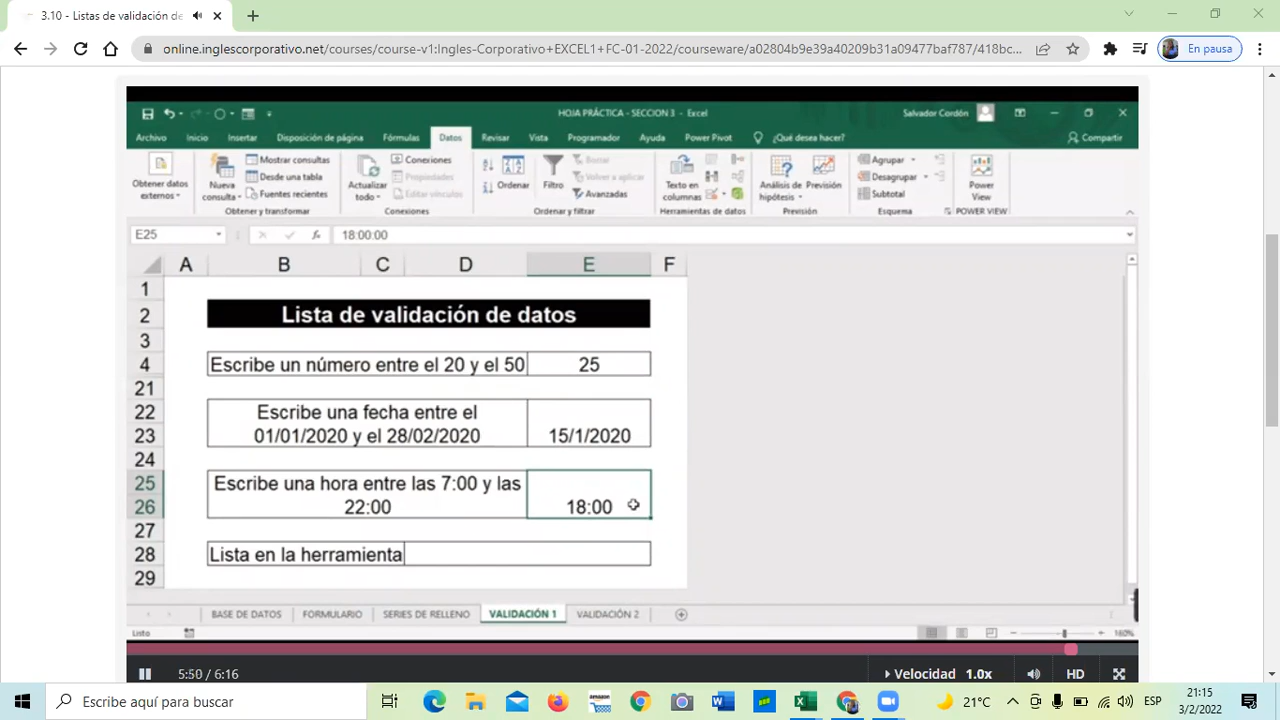 3.10 - Listas de validación de
online.inglescorporativo.net/courses/course-v1:Ingles-Corporativo+EXCEL1+FC-01-2022/courseware/a02804b9e39a40209b31a09477baf787/418bc...
En pausa
HOJA PRÁCTICA - SECCION 3 - Excel
Salvador Cordón
Archivo Inicio Insertar Disposición de página Fórmulas Datos Revisar Vista Programador Ayuda Power Pivot ¿Qué desea hacer? Compartir
Obtener datos externos
Nueva consulta
Mostrar consultas
Desde una tabla
Fuentes recientes
Obtener y transformar
Actualizar todo
Conexiones
Propiedades
Editar vínculos
Conexiones
Ordenar
Filtro
Borrar
Volver a aplicar
Avanzadas
Ordenar y filtrar
Texto en columnas
Herramientas de datos
Análisis de hipótesis
Previsión
Previsión
Agrupar
Desagrupar
Subtotal
Esquema
Power View
POWER VIEW
E25
18:00:00
A B C D E F
1
2 Lista de validación de datos
3
4 Escribe un número entre el 20 y el 50 25
21
22 Escribe una fecha entre el
23 01/01/2020 y el 28/02/2020 15/1/2020
24
25 Escribe una hora entre las 7:00 y las
26 22:00 18:00
27
28 Lista en la herramienta
29
BASE DE DATOS FORMULARIO SERIES DE RELLENO VALIDACIÓN 1 VALIDACIÓN 2
Listo
160%
5:50 / 6:16
Velocidad 1.0x
HD
Escribe aquí para buscar
21°C
ESP
21:15
3/2/2022